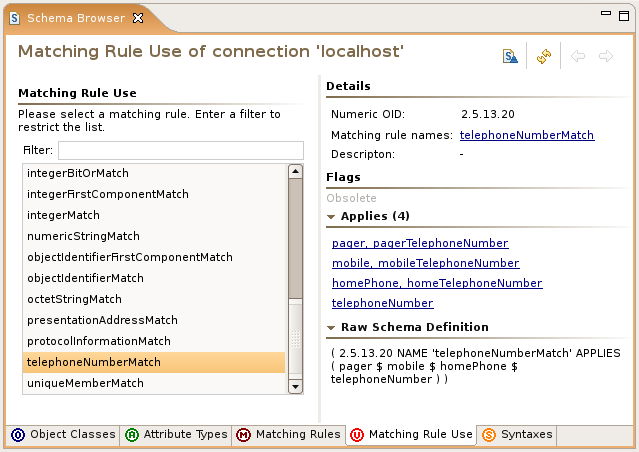 Schema Browser
Matching Rule Use of connection 'localhost'
Matching Rule Use
Please select a matching rule. Enter a filter to
restrict the list.
Filter:
integerBitOrMatch
integerFirstComponentMatch
integerMatch
numericStringMatch
objectIdentifierFirstComponentMatch
objectIdentifierMatch
octetStringMatch
presentationAddressMatch
protocolInformationMatch
telephoneNumberMatch
uniqueMemberMatch
Details
Numeric OID: 2.5.13.20
Matching rule names: telephoneNumberMatch
Descripton: -
Flags
Obsolete
Applies (4)
pager, pagerTelephoneNumber
mobile, mobileTelephoneNumber
homePhone, homeTelephoneNumber
telephoneNumber
Raw Schema Definition
( 2.5.13.20 NAME 'telephoneNumberMatch' APPLIES
( pager $ mobile $ homePhone $
telephoneNumber ) )
O Object Classes A Attribute Types M Matching Rules U Matching Rule Use S Syntaxes